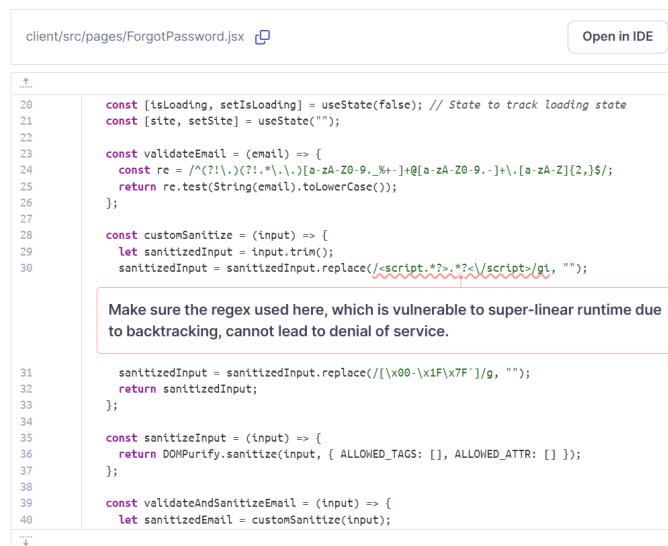 client/src/pages/ForgotPassword.jsx
Open in IDE
20 const [isLoading, setIsLoading] = useState(false); // State to track loading state
21 const [site, setSite] = useState("");
22
23 const validateEmail = (email) => {
24 const re = /^(?!\.)(?!.*\.\.)[a-zA-Z0-9._%+-]+@[a-zA-Z0-9.-]+\.[a-zA-Z]{2,}$/;
25 return re.test(String(email).toLowerCase());
26 };
27
28 const customSanitize = (input) => {
29 let sanitizedInput = input.trim();
30 sanitizedInput = sanitizedInput.replace(/<script.*?>.*?<\/script>/gi, "");
Make sure the regex used here, which is vulnerable to super-linear runtime due
to backtracking, cannot lead to denial of service.
31 sanitizedInput = sanitizedInput.replace(/[\x00-\x1F\x7F`]/g, "");
32 return sanitizedInput;
33 };
34
35 const sanitizeInput = (input) => {
36 return DOMPurify.sanitize(input, { ALLOWED_TAGS: [], ALLOWED_ATTR: [] });
37 };
38
39 const validateAndSanitizeEmail = (input) => {
40 let sanitizedEmail = customSanitize(input);